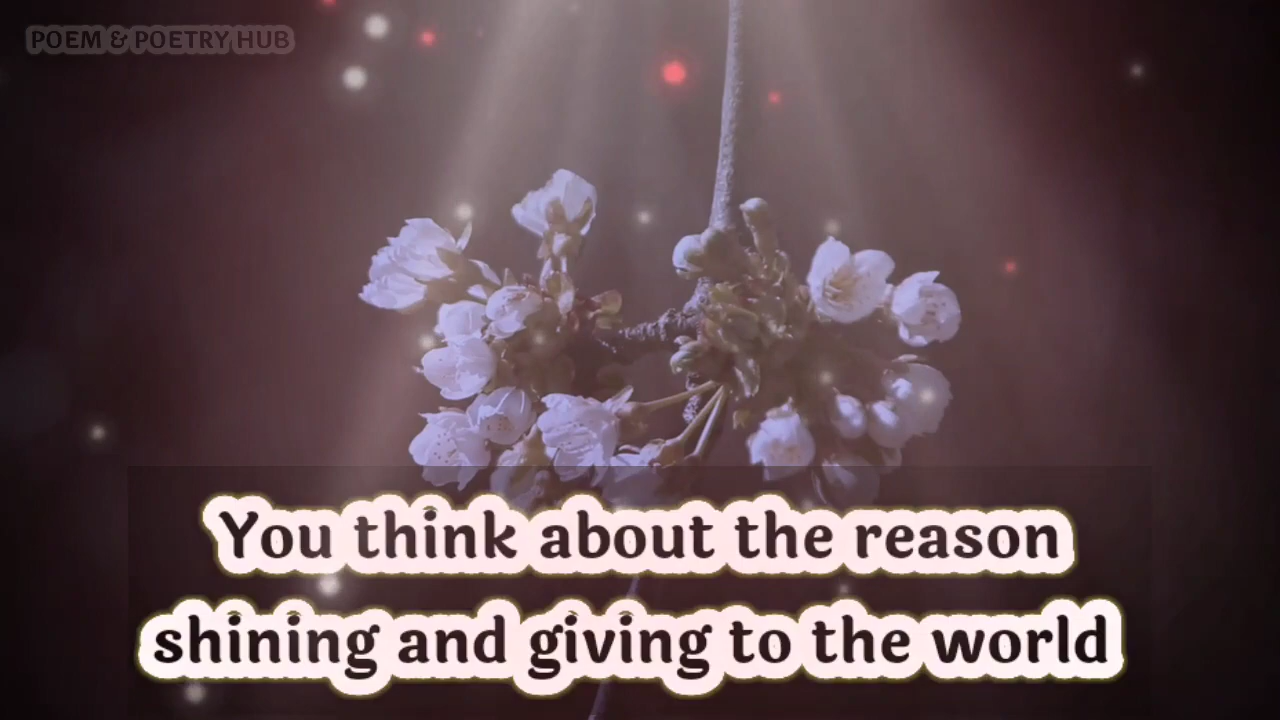 POEM & POETRY HUB
You think about the reason
shining and giving to the world